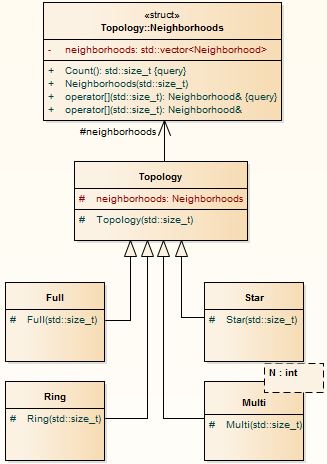 «struct»
Topology::Neighborhoods
- neighborhoods: std::vector<Neighborhood>
+ Count(): std::size_t {query}
+ Neighborhoods(std::size_t)
+ operator[](std::size_t): Neighborhood& {query}
+ operator[](std::size_t): Neighborhood&
#neighborhoods
Topology
# neighborhoods: Neighborhoods
# Topology(std::size_t)
Full
# Full(std::size_t)
Star
# Star(std::size_t)
Ring
# Ring(std::size_t)
N : int
Multi
# Multi(std::size_t)